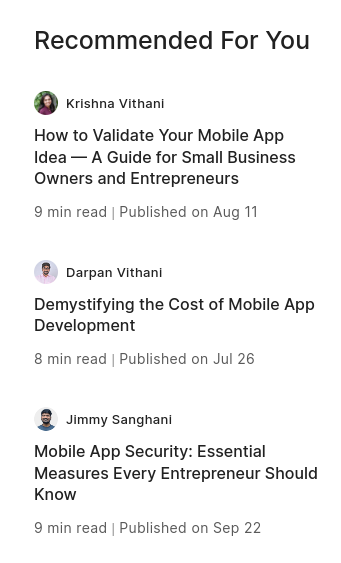 Recommended For You
Krishna Vithani
How to Validate Your Mobile App
Idea — A Guide for Small Business
Owners and Entrepreneurs
9 min read | Published on Aug 11
Darpan Vithani
Demystifying the Cost of Mobile App
Development
8 min read | Published on Jul 26
Jimmy Sanghani
Mobile App Security: Essential
Measures Every Entrepreneur Should
Know
9 min read | Published on Sep 22